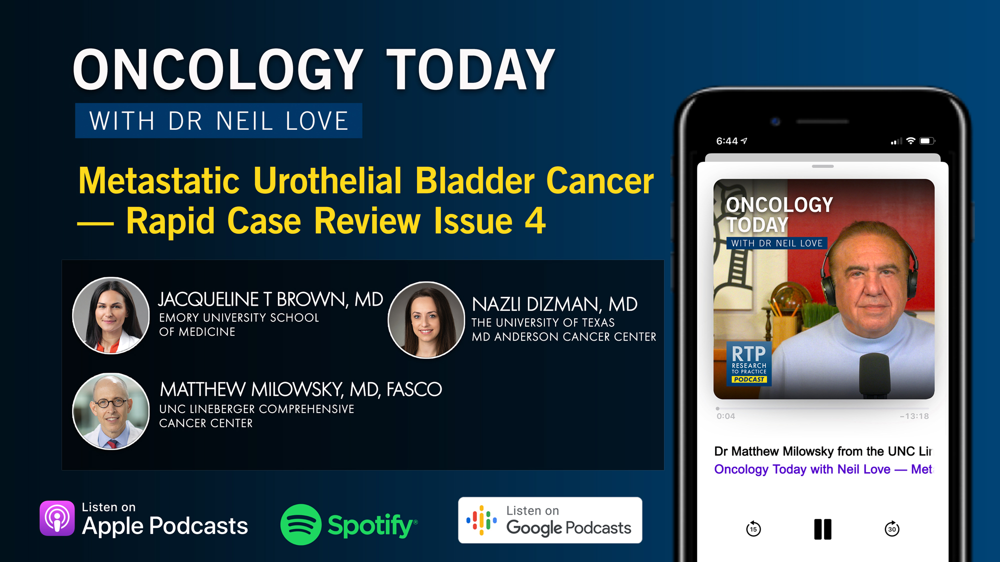 ONCOLOGY TODAY
WITH DR NEIL LOVE
Metastatic Urothelial Bladder Cancer
— Rapid Case Review Issue 4
JACQUELINE T BROWN, MD
EMORY UNIVERSITY SCHOOL
OF MEDICINE
NAZLI DIZMAN, MD
THE UNIVERSITY OF TEXAS
MD ANDERSON CANCER CENTER
MATTHEW MILOWSKY, MD, FASCO
UNC LINEBERGER COMPREHENSIVE
CANCER CENTER
Listen on
Apple Podcasts
Spotify®
Listen on
Google Podcasts
6:44
ONCOLOGY
TODAY
WITH DR NEIL LOVE
RTP
RESEARCH
TO PRACTICE
PODCAST
0:04
−13:18
Dr Matthew Milowsky from the UNC Lin
Oncology Today with Neil Love — Meta
15
30